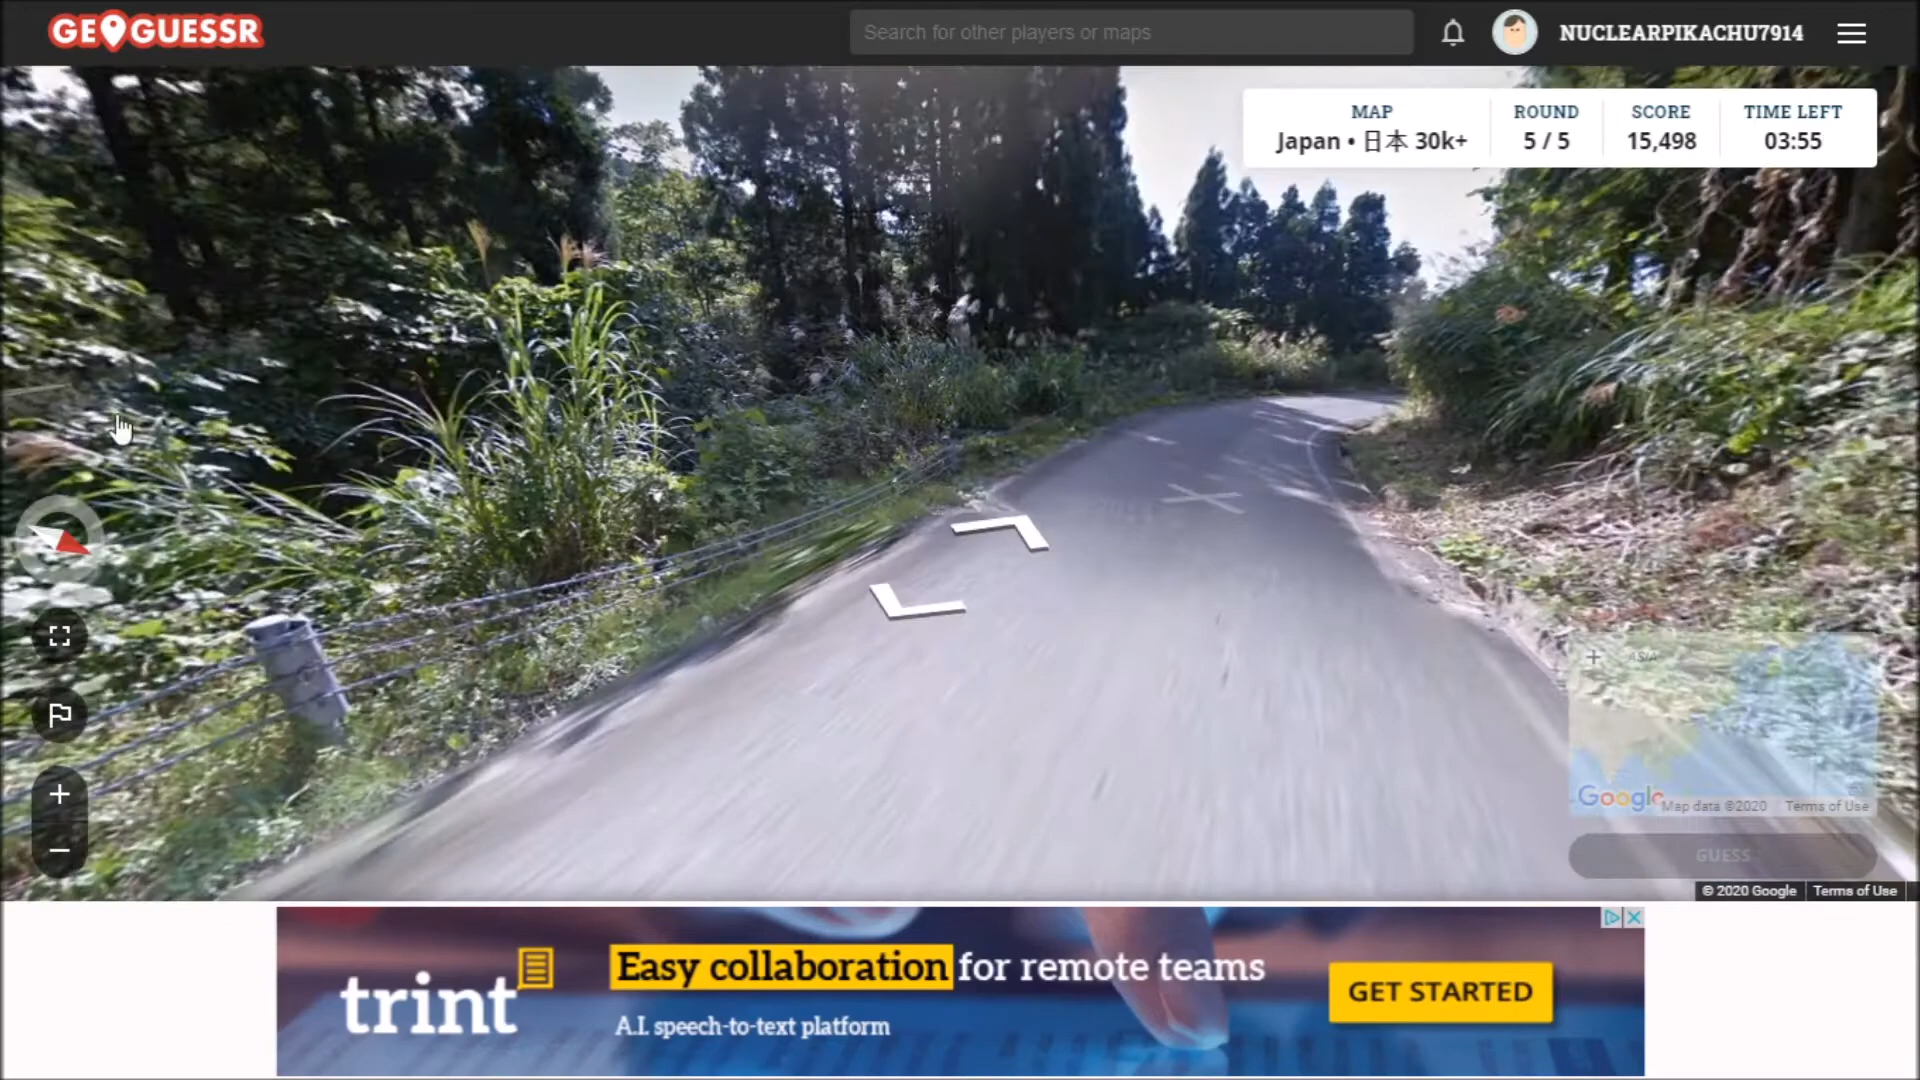 GEOGUESSR
Search for other players or maps
NUCLEARPIKACHU7914
MAP
Japan • 日本 30k+
ROUND
5 / 5
SCORE
15,498
TIME LEFT
03:55
ASIA
Google
Map data ©2020
Terms of Use
GUESS
© 2020 Google
Terms of Use
trint
Easy collaboration for remote teams
A.I. speech-to-text platform
GET STARTED